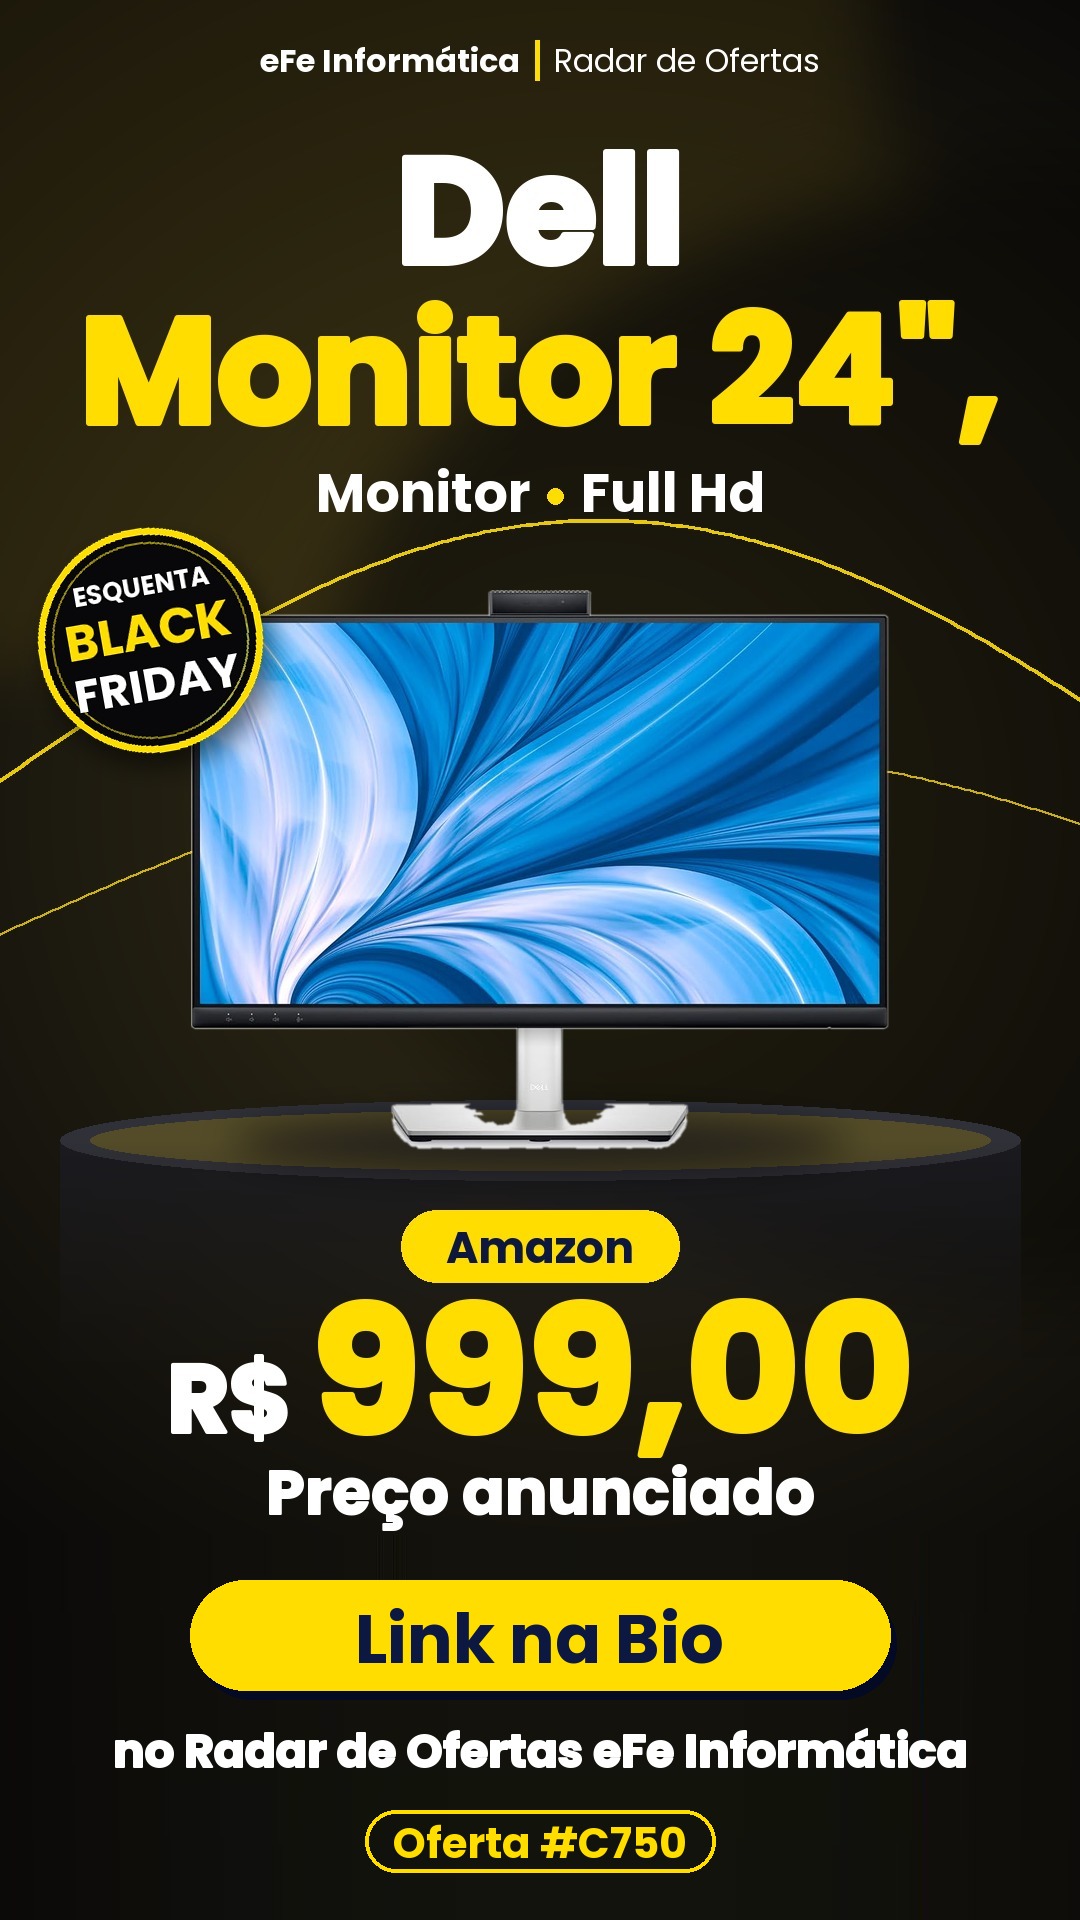 eFe Informática | Radar de Ofertas
Dell
Monitor 24",
Monitor • Full Hd
ESQUENTA
BLACK
FRIDAY
DELL
Amazon
R$ 999,00
Preço anunciado
Link na Bio
no Radar de Ofertas eFe Informática
Oferta #C750